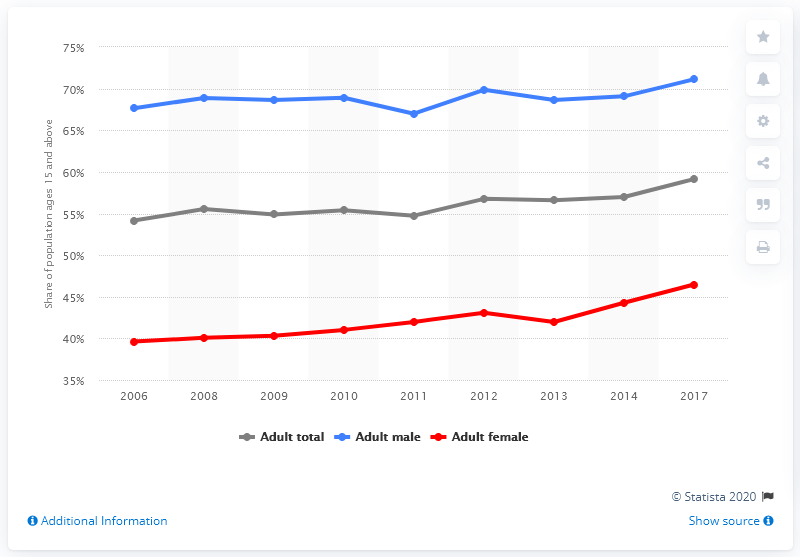 75%
70%
65%
60%
55%
50%
45%
40%
35%
Share of population ages 15 and above
2006 2008 2009 2010 2011 2012 2013 2014 2017
Adult total Adult male Adult female
© Statista 2020
Additional Information Show source